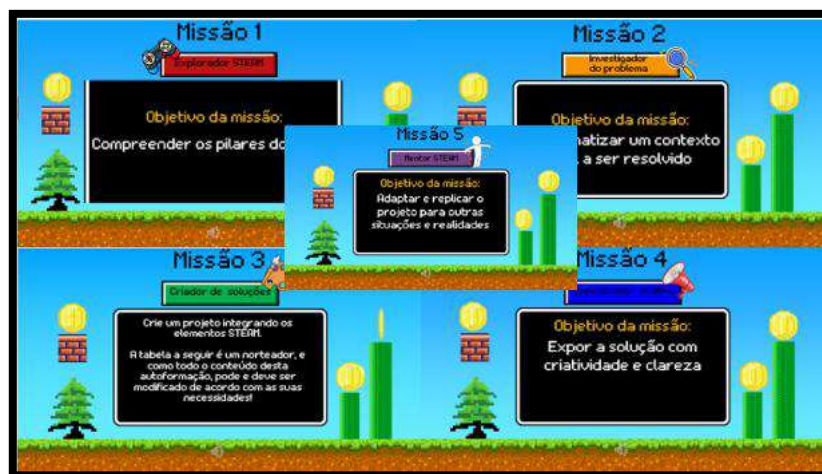 Missão 1
Explorador STEAM
Objetivo da missão:
Compreender os pilares do
Missão 2
Investigador
do problema
Objetivo da missão:
matizar um contexto
a ser resolvido
Missão 5
Mentor STEAM
Objetivo da missão:
Adaptar e replicar o
projeto para outras
situações e realidades
Missão 3
Criador de soluções
Crie um projeto integrando os
elementos STEAM.
A tabela a seguir é um norteador, e
como todo o conteúdo desta
autoformação, pode e deve ser
modificado de acordo com as suas
necessidades!
Missão 4
Objetivo da missão:
Expor a solução com
criatividade e clareza